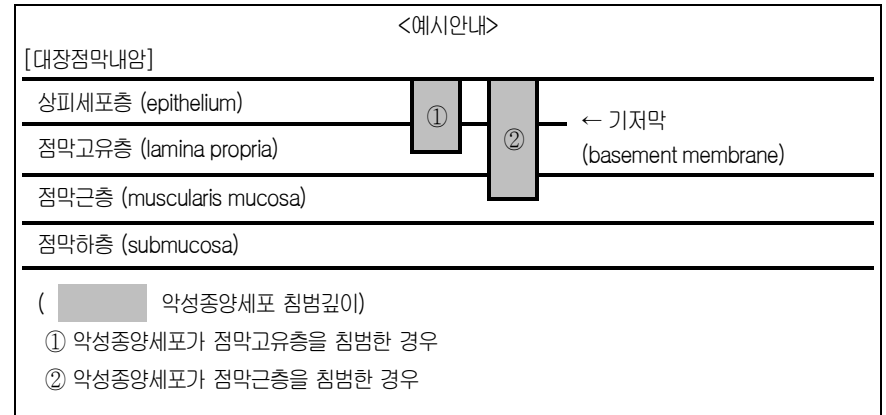 <예시안내>
[대장점막내암]
상피세포층 (epithelium)
①
②
← 기저막
(basement membrane)
점막고유층 (lamina propria)
점막근층 (muscularis mucosa)
점막하층 (submucosa)
( 악성종양세포 침범깊이)
① 악성종양세포가 점막고유층을 침범한 경우
② 악성종양세포가 점막근층을 침범한 경우